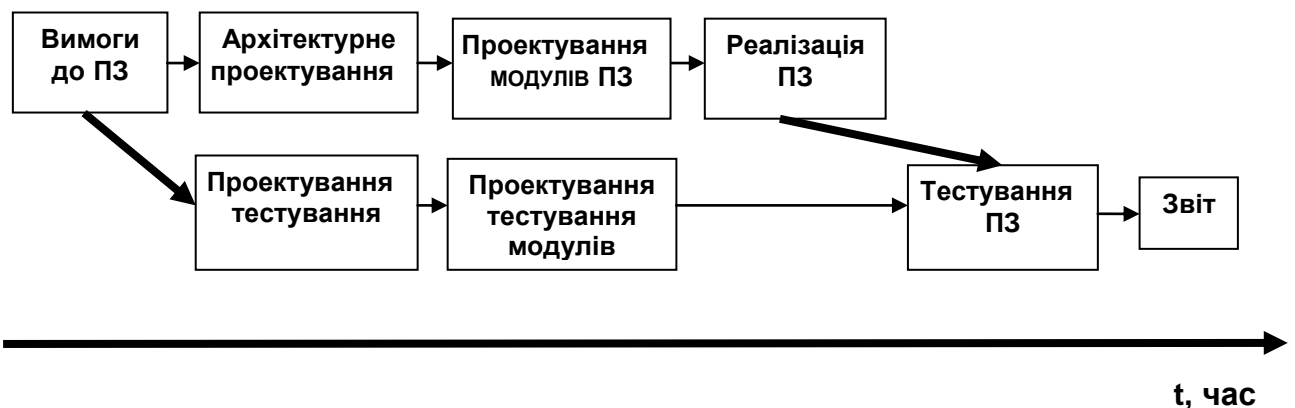 Вимоги
до ПЗ
Архітектурне
проектування
Проектування
МОДУЛІВ ПЗ
Реалізація
ПЗ
Проектування
тестування
Проектування
тестування
модулів
Тестування
ПЗ
Звіт
t, час